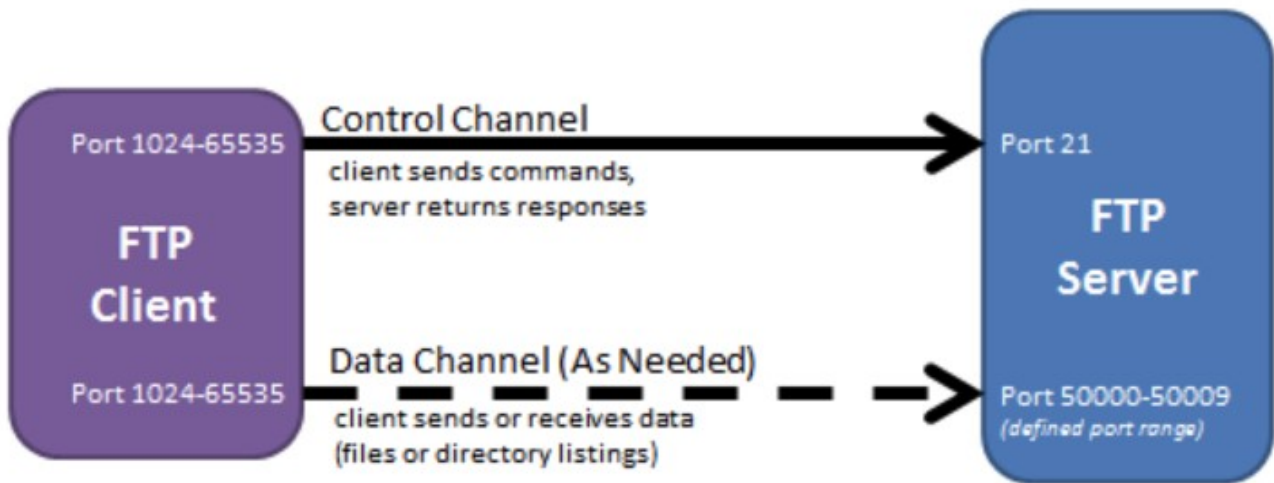 Control Channel
Port 1024-65535
Port 21
client sends commands,
server returns responses
FTP
Client
FTP
Server
Data Channel (As Needed)
Port 1024-65535
Port 50000-50009
(defined port range)
client sends or receives data
(files or directory listings)